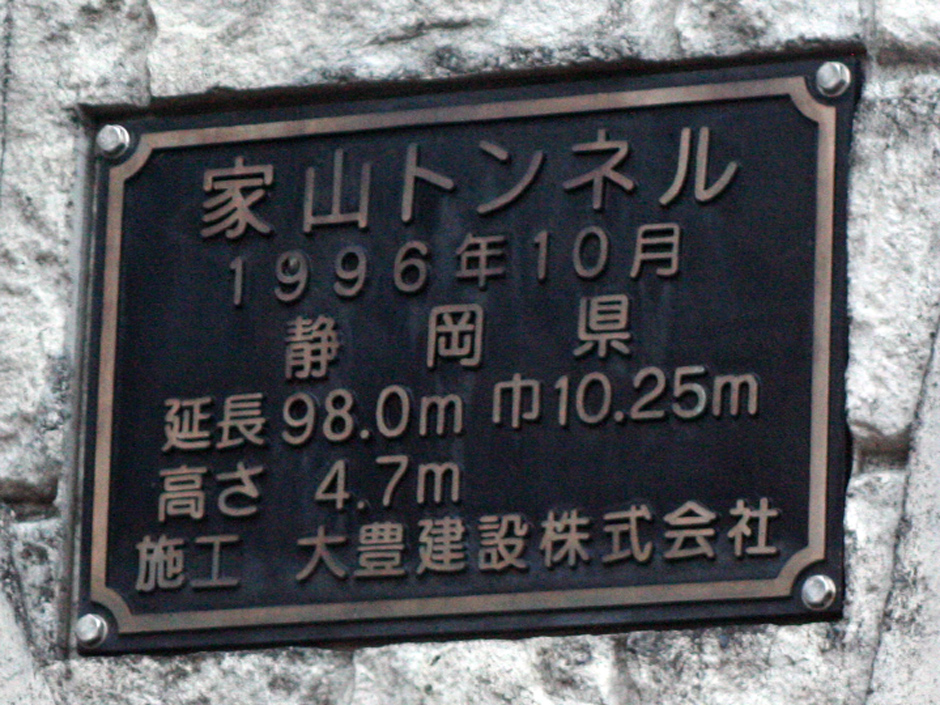 家山トンネル
1996年10月
静岡県
延長98.0m 巾10.25m
高さ 4.7m
施工 大豊建設株式会社